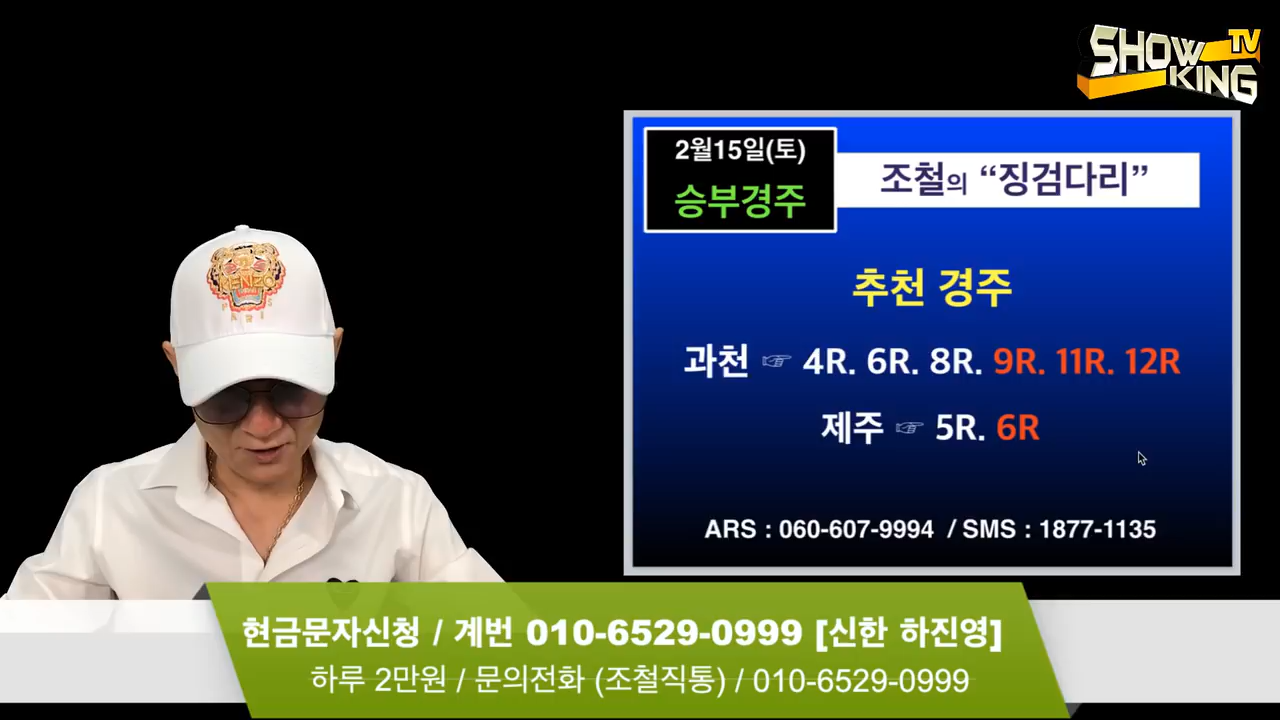 SHOW TV
KING
2월15일(토)
승부경주
조철의 “징검다리”
추천 경주
과천 ☞ 4R. 6R. 8R. 9R. 11R. 12R
제주 ☞ 5R. 6R
ARS : 060-607-9994 / SMS : 1877-1135
KENZO
PARIS
현금문자신청 / 계번 010-6529-0999 [신한 하진영]
하루 2만원 / 문의전화 (조철직통) / 010-6529-0999